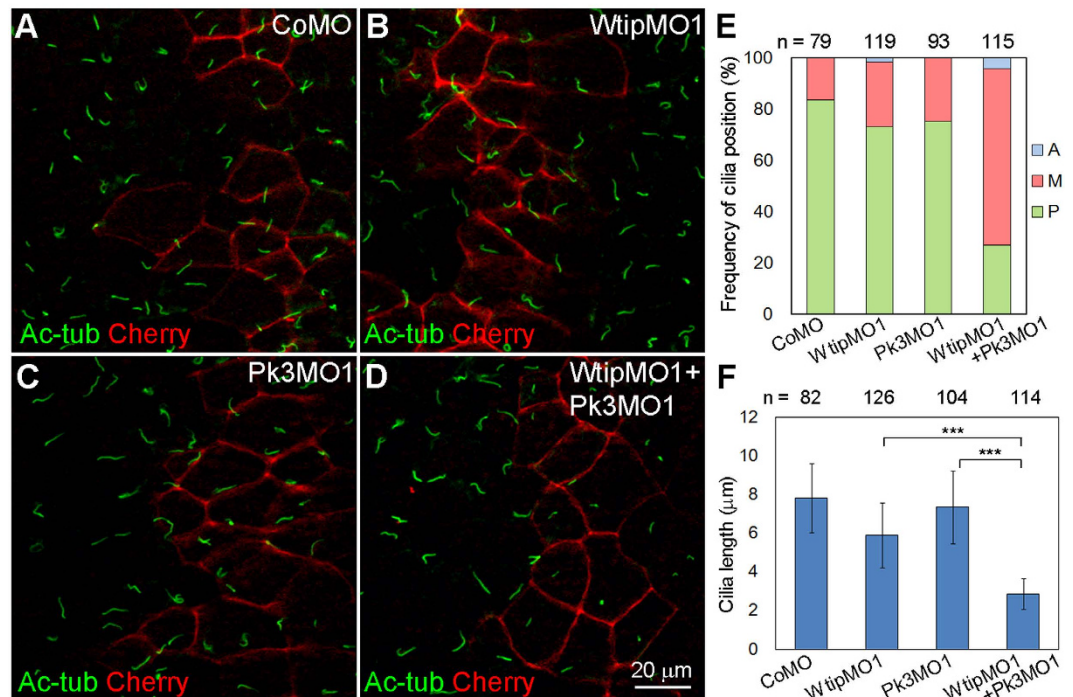 A
CoMO
Ac-tub Cherry
B
WtipMO1
Ac-tub Cherry
C
Pk3MO1
Ac-tub Cherry
D
WtipMO1+
Pk3MO1
Ac-tub Cherry
20 μm
E
n = 79 119 93 115
Frequency of cilia position (%)
100
80
60
40
20
0
A
M
P
CoMO
WtipMO1
Pk3MO1
WtipMO1
+Pk3MO1
F
n = 82 126 104 114
Cilia length (μm)
12
10
8
6
4
2
0
***
***
CoMO
WtipMO1
Pk3MO1
WtipMO1
+Pk3MO1